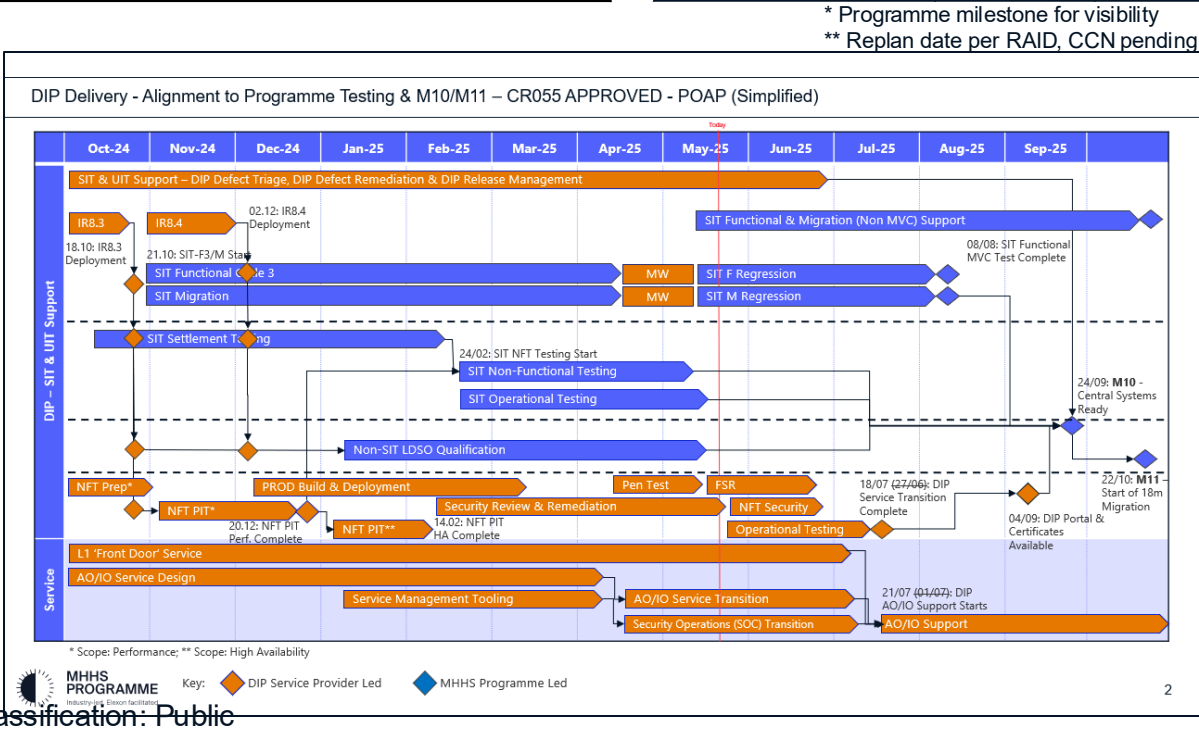 * Programme milestone for visibility
** Replan date per RAID, CCN pending
DIP Delivery - Alignment to Programme Testing & M10/M11 – CR055 APPROVED - POAP (Simplified)
Today
Oct-24 Nov-24 Dec-24 Jan-25 Feb-25 Mar-25 Apr-25 May-25 Jun-25 Jul-25 Aug-25 Sep-25
DIP – SIT & UIT Support
SIT & UIT Support – DIP Defect Triage, DIP Defect Remediation & DIP Release Management
IR8.3
IR8.4
02.12: IR8.4
Deployment
SIT Functional & Migration (Non MVC) Support
18.10: IR8.3
Deployment
21.10: SIT-F3/M Start
08/08: SIT Functional
MVC Test Complete
SIT Functional Cycle 3
MW
SIT F Regression
SIT Migration
MW
SIT M Regression
SIT Settlement Testing
24/02: SIT NFT Testing Start
SIT Non-Functional Testing
SIT Operational Testing
24/09: M10 -
Central Systems
Ready
Non-SIT LDSO Qualification
22/10: M11 –
Start of 18m
Migration
NFT Prep*
PROD Build & Deployment
Pen Test
FSR
18/07 (27/06): DIP
Service Transition
Complete
NFT PIT*
Security Review & Remediation
NFT Security
20.12: NFT PIT
Perf. Complete
NFT PIT**
14.02: NFT PIT
HA Complete
Operational Testing
04/09: DIP Portal &
Certificates
Available
Service
L1 ‘Front Door’ Service
AO/IO Service Design
Service Management Tooling
AO/IO Service Transition
21/07 (01/07): DIP
AO/IO Support Starts
Security Operations (SOC) Transition
AO/IO Support
* Scope: Performance; ** Scope: High Availability
MHHS
PROGRAMME
Industry-led, Elexon facilitated
Key:
DIP Service Provider Led
MHHS Programme Led
2
assification: Public